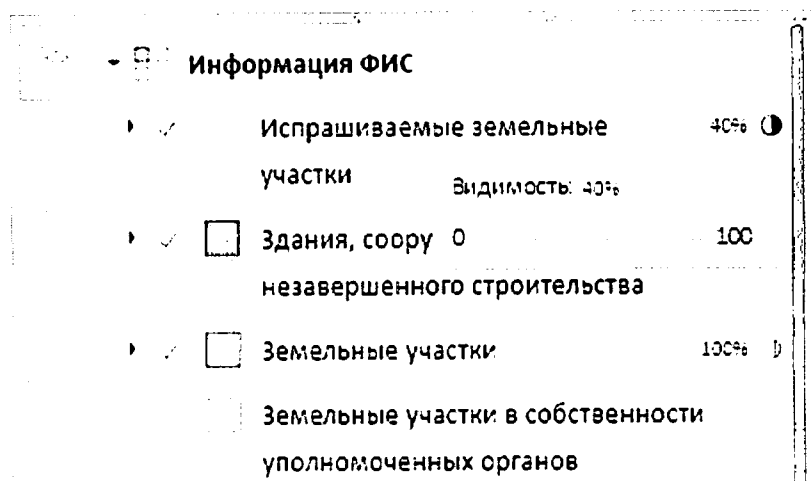 Информация ФИС
Испрашиваемые земельные 40%
участки
Видимость: 40%
Здания, соору 0 100
незавершенного строительства
Земельные участки 100%
Земельные участки в собственности
уполномоченных органов